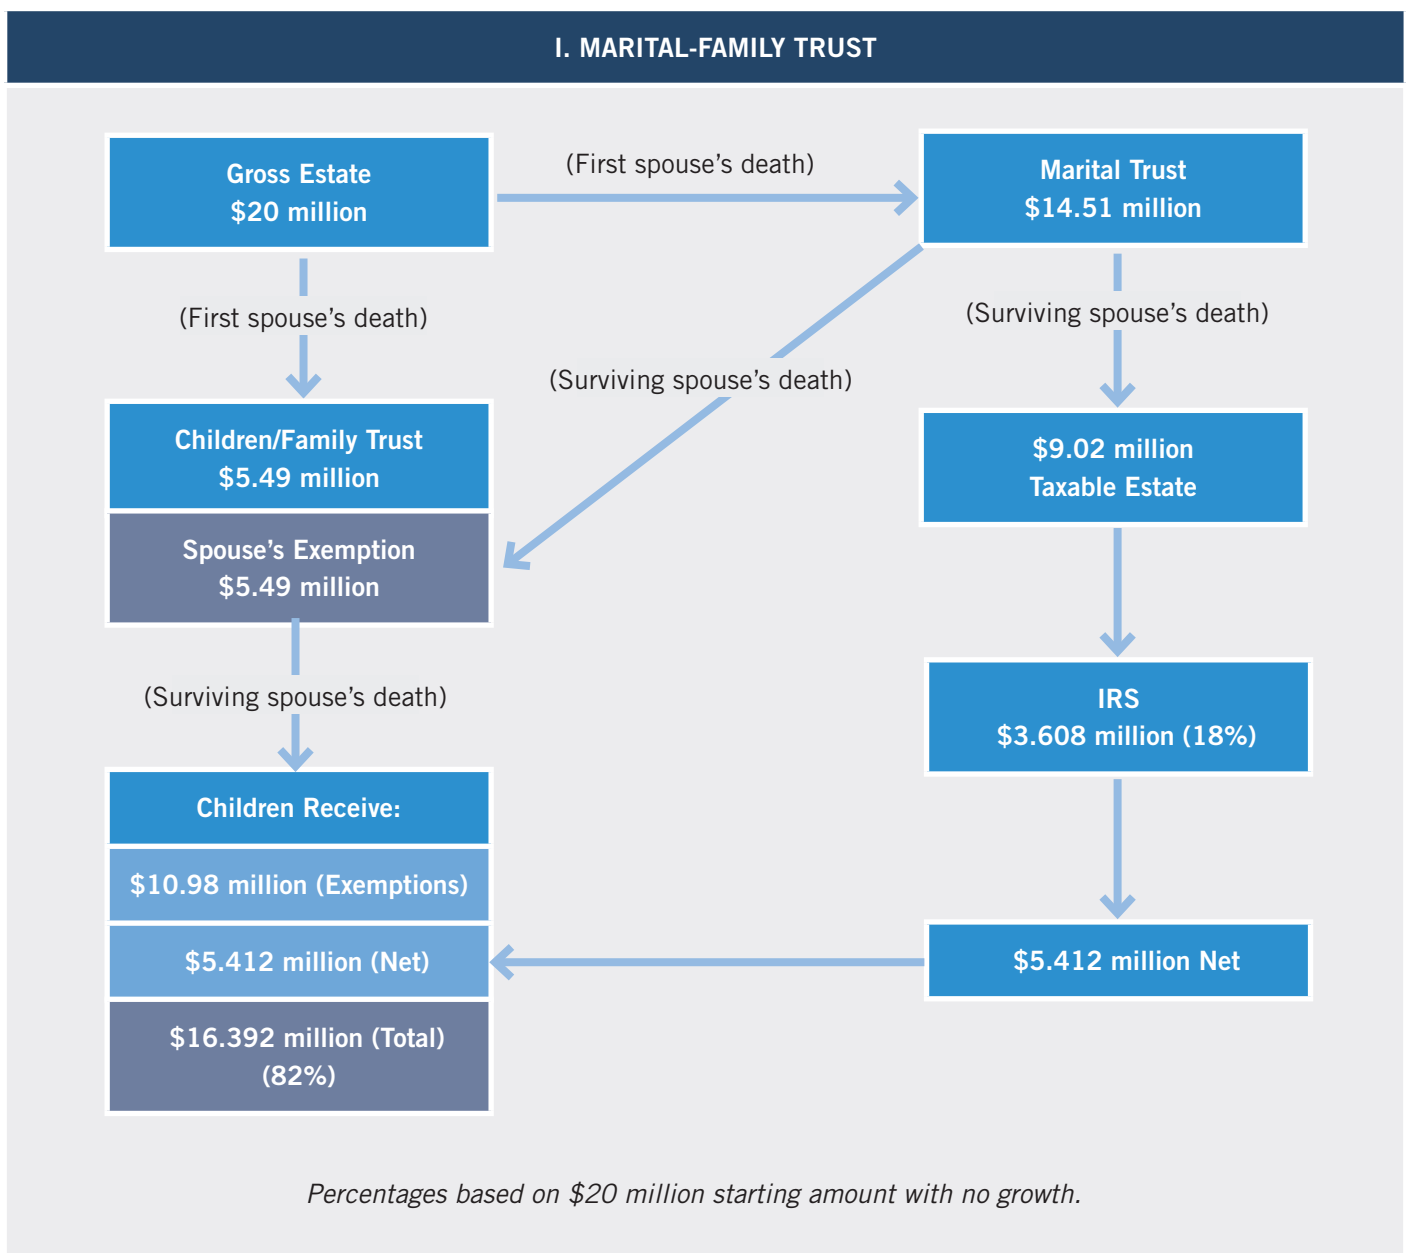 I. MARITAL-FAMILY TRUST
Gross Estate
$20 million
(First spouse’s death)
Marital Trust
$14.51 million
(First spouse’s death)
(Surviving spouse’s death)
(Surviving spouse’s death)
Children/Family Trust
$5.49 million
Spouse’s Exemption
$5.49 million
$9.02 million
Taxable Estate
(Surviving spouse’s death)
IRS
$3.608 million (18%)
Children Receive:
$10.98 million (Exemptions)
$5.412 million (Net)
$16.392 million (Total)
(82%)
$5.412 million Net
Percentages based on $20 million starting amount with no growth.